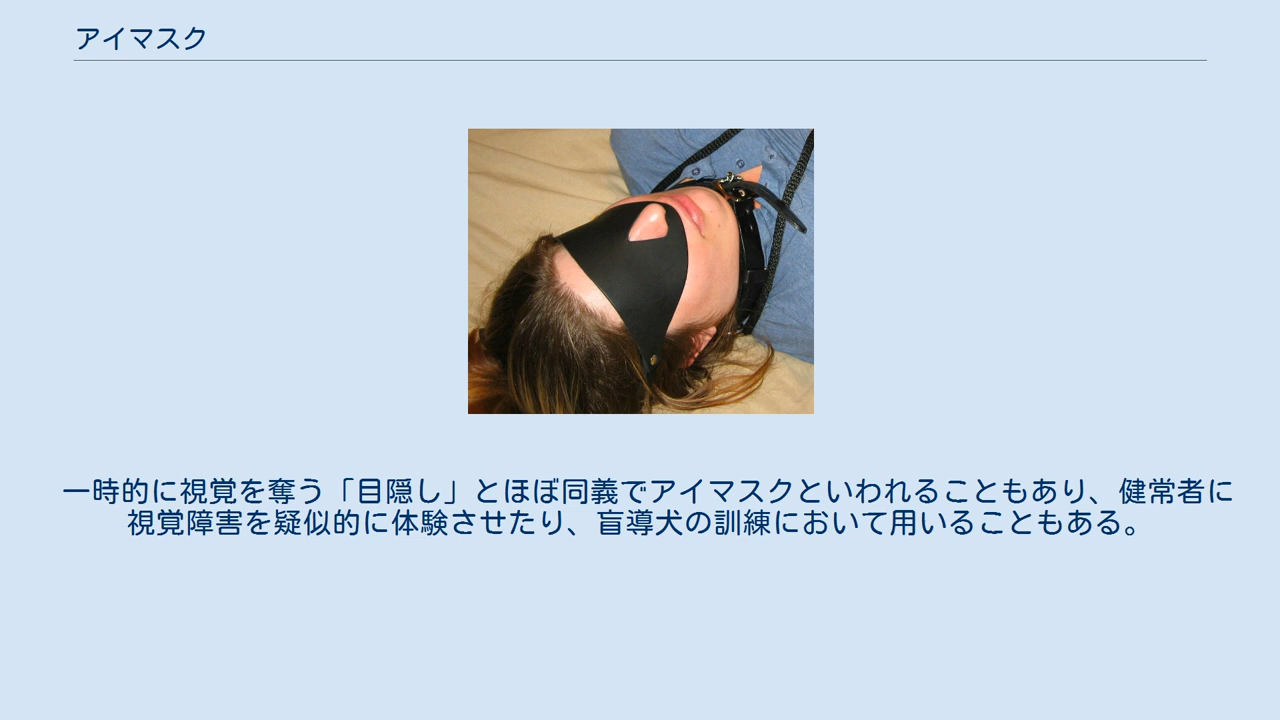 アイマスク
一時的に視覚を奪う「目隠し」とほぼ同義でアイマスクといわれることもあり、健常者に
視覚障害を疑似的に体験させたり、盲導犬の訓練において用いることもある。